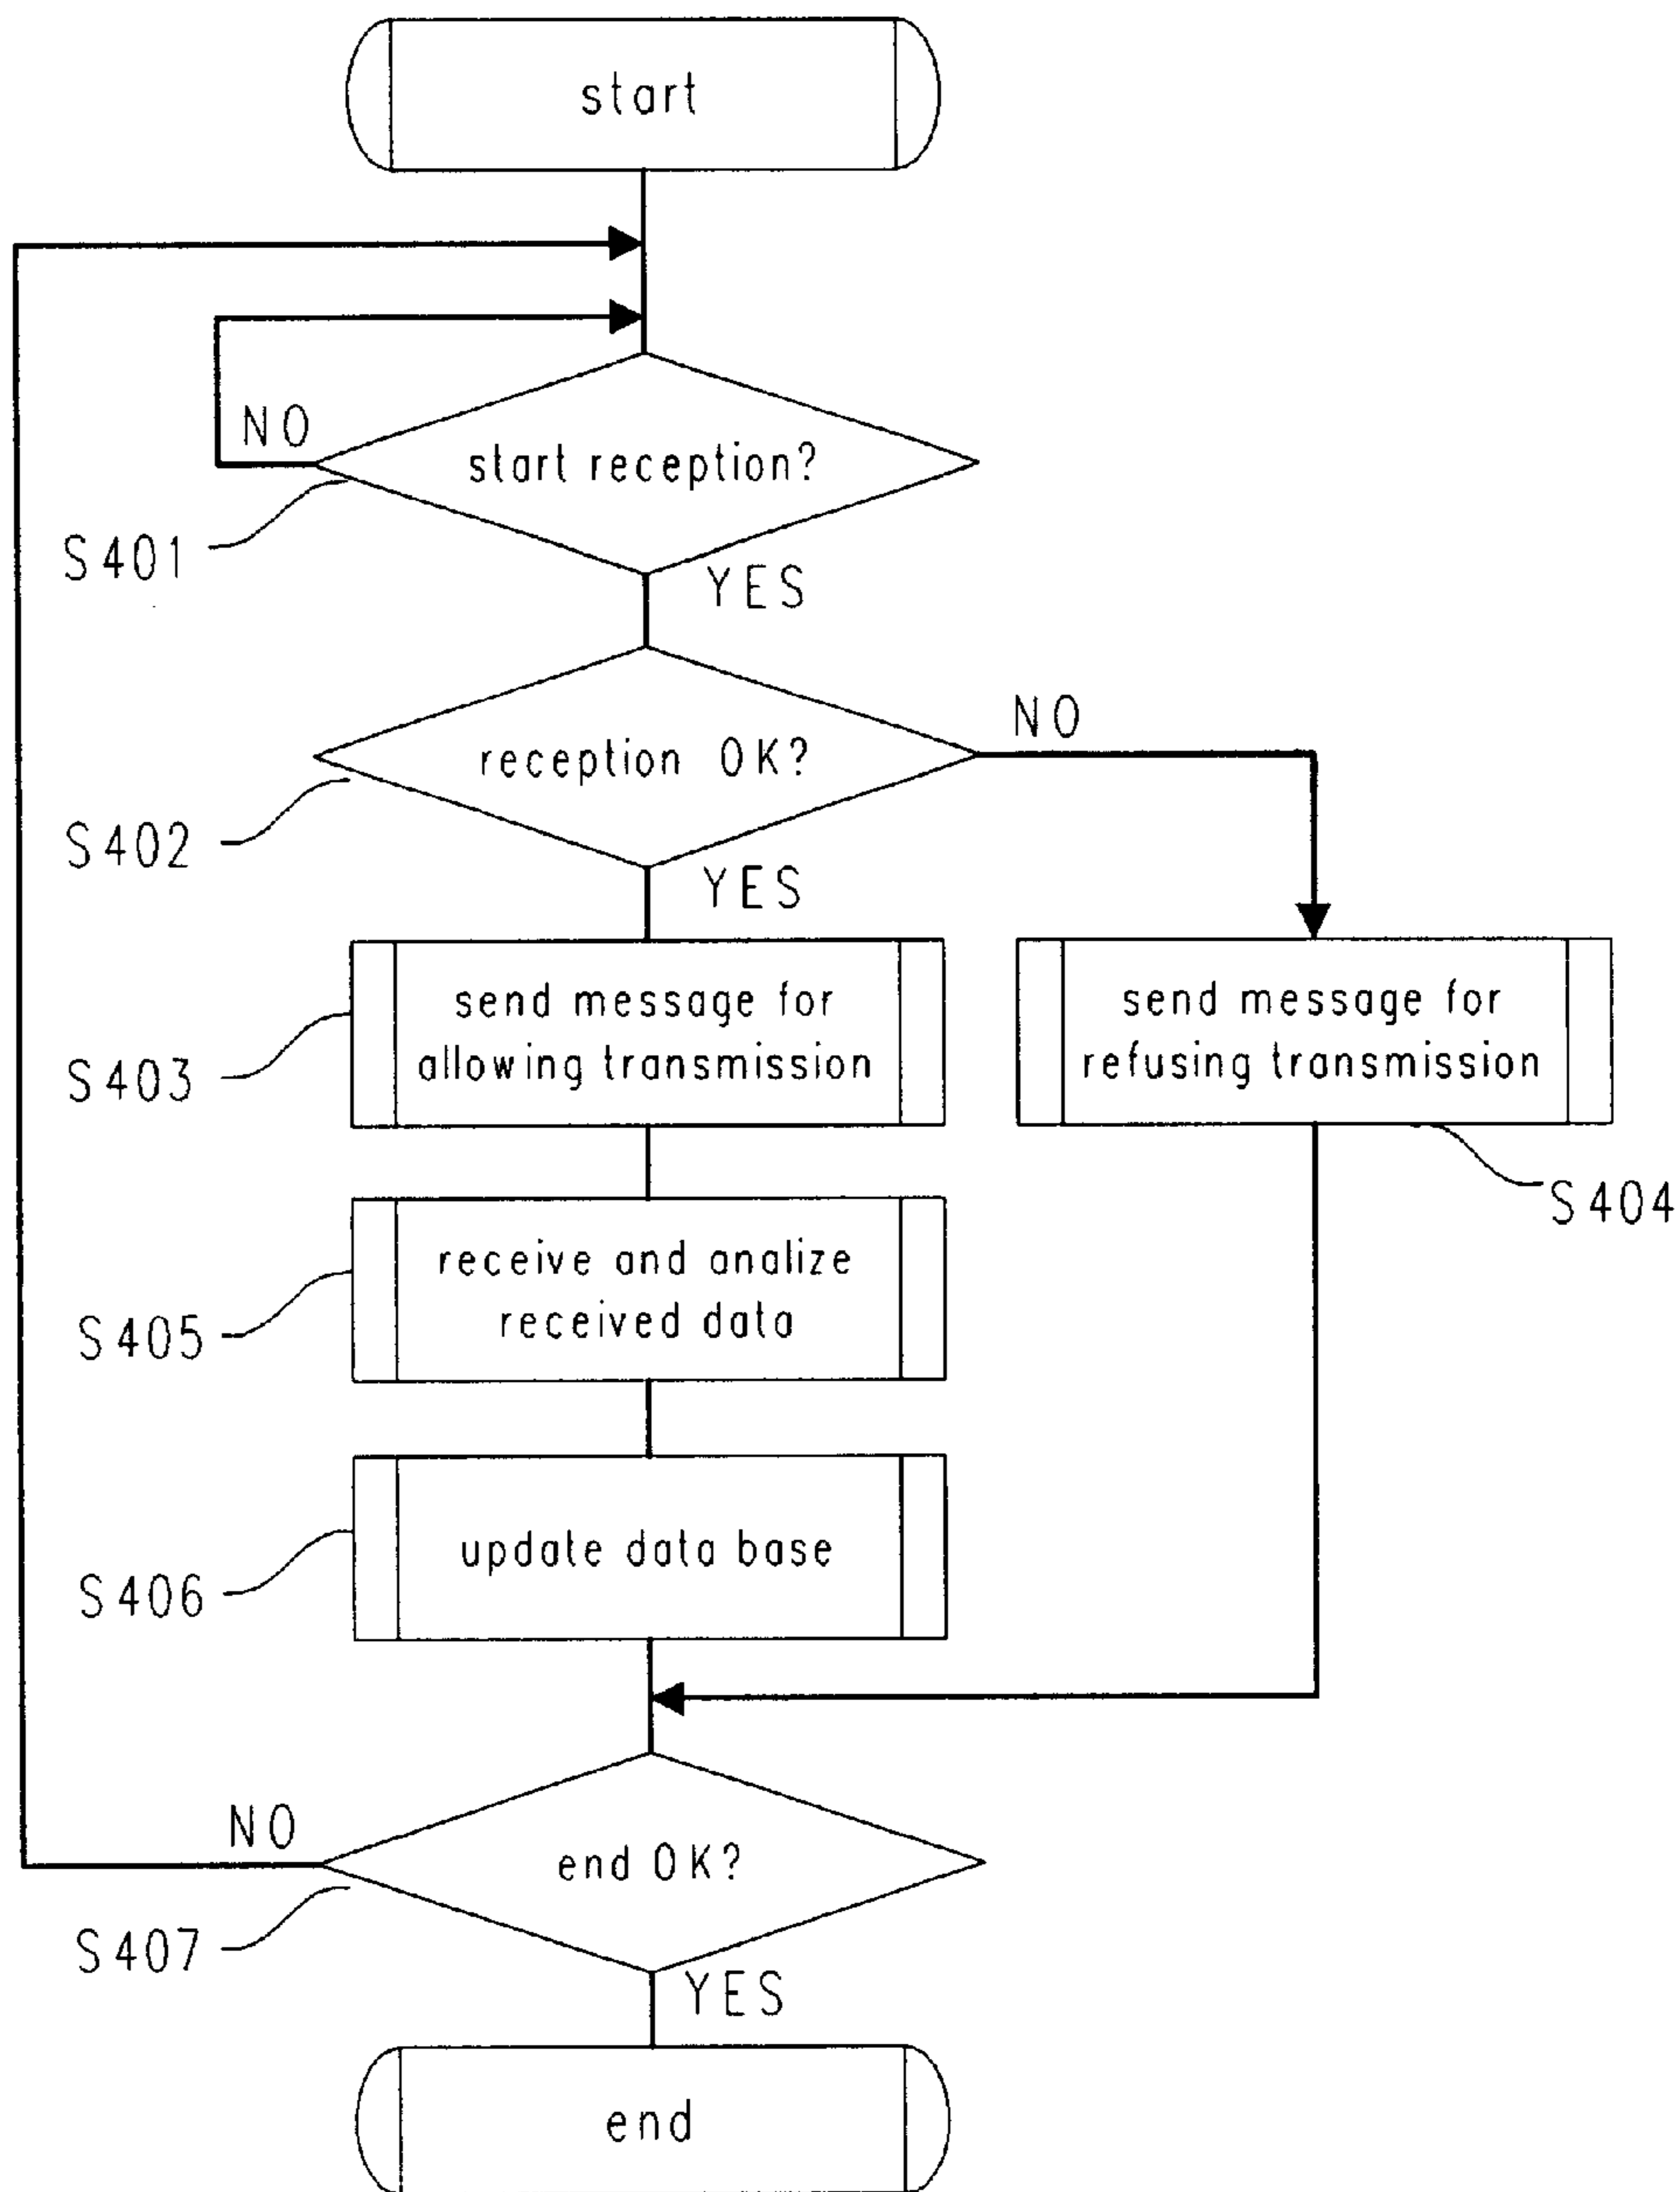 start
NO
start reception?
S401
YES
NO
reception OK?
S402
YES
send message for
allowing transmission
S403
send message for
refusing transmission
S404
receive and analize
received data
S405
update data base
S406
NO
end OK?
S407
YES
end